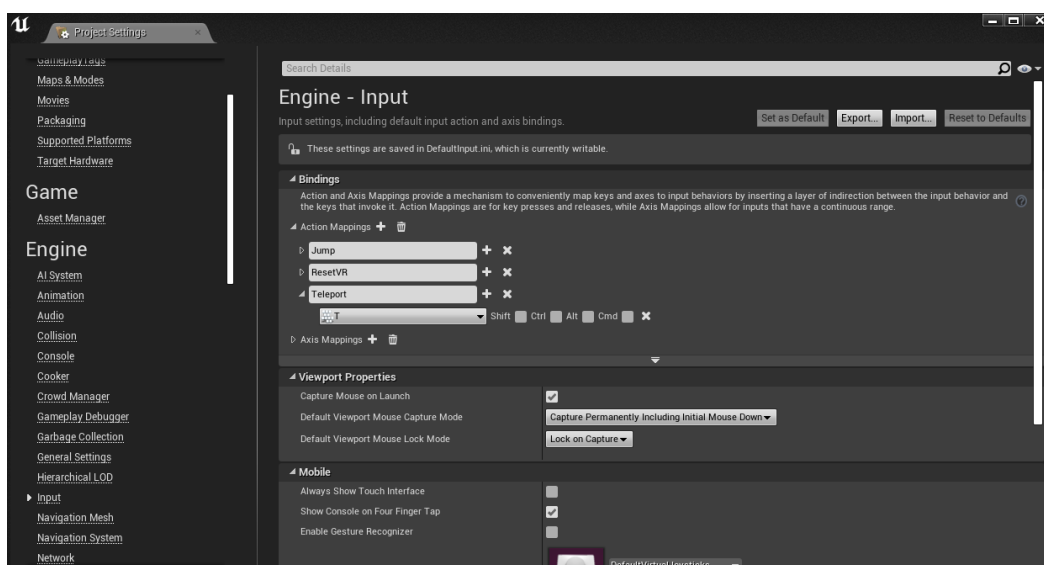 Project Settings
GameplayTags
Maps & Modes
Movies
Packaging
Supported Platforms
Target Hardware
Game
Asset Manager
Engine
AI System
Animation
Audio
Collision
Console
Cooker
Crowd Manager
Gameplay Debugger
Garbage Collection
General Settings
Hierarchical LOD
Input
Navigation Mesh
Navigation System
Network
Search Details
Engine - Input
Input settings, including default input action and axis bindings.
Set as Default Export... Import... Reset to Defaults
These settings are saved in DefaultInput.ini, which is currently writable.
Bindings
Action and Axis Mappings provide a mechanism to conveniently map keys and axes to input behaviors by inserting a layer of indirection between the input behavior and
the keys that invoke it. Action Mappings are for key presses and releases, while Axis Mappings allow for inputs that have a continuous range.
Action Mappings
Jump
ResetVR
Teleport
T Shift Ctrl Alt Cmd
Axis Mappings
Viewport Properties
Capture Mouse on Launch
Default Viewport Mouse Capture Mode Capture Permanently Including Initial Mouse Down
Default Viewport Mouse Lock Mode Lock on Capture
Mobile
Always Show Touch Interface
Show Console on Four Finger Tap
Enable Gesture Recognizer
DefaultVirtualJoysticks